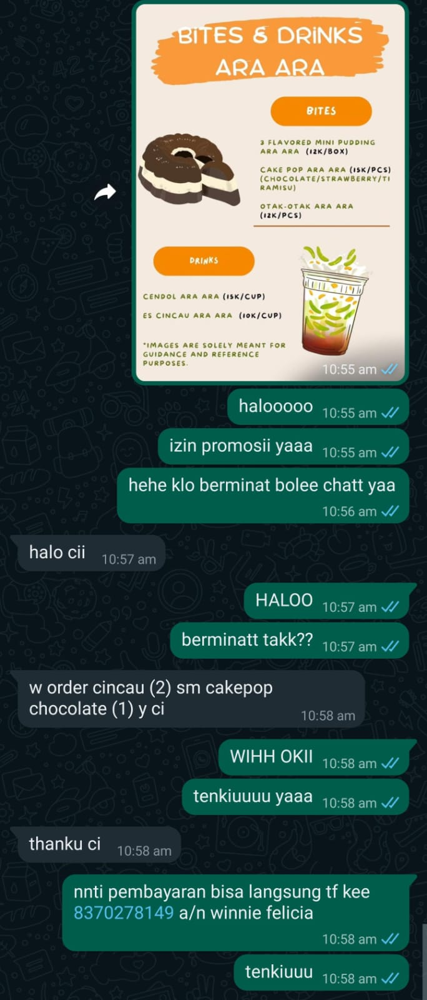 BITES & DRINKS
ARA ARA
BITES
3 FLAVORED MINI PUDDING
ARA ARA (12K/BOX)
CAKE POP ARA ARA (15K/PCS)
(CHOCOLATE/STRAWBERRY/TI
RAMISU)
OTAK-OTAK ARA ARA
(12K/PCS)
DRINKS
CENDOL ARA ARA (15K/CUP)
ES CINCAU ARA ARA (10K/CUP)
*IMAGES ARE SOLELY MEANT FOR
GUIDANCE AND REFERENCE
PURPOSES.
10:55 am
halooooo 10:55 am
izin promosii yaaa 10:55 am
hehe klo berminat bolee chatt yaa
10:56 am
halo cii 10:57 am
HALOO 10:57 am
berminatt takk?? 10:57 am
w order cincau (2) sm cakepop
chocolate (1) y ci 10:58 am
WIHH OKII 10:58 am
tenkiuuuu yaaa 10:58 am
thanku ci 10:58 am
nnti pembayaran bisa langsung tf kee
8370278149 a/n winnie felicia
10:58 am
tenkiuuu 10:58 am